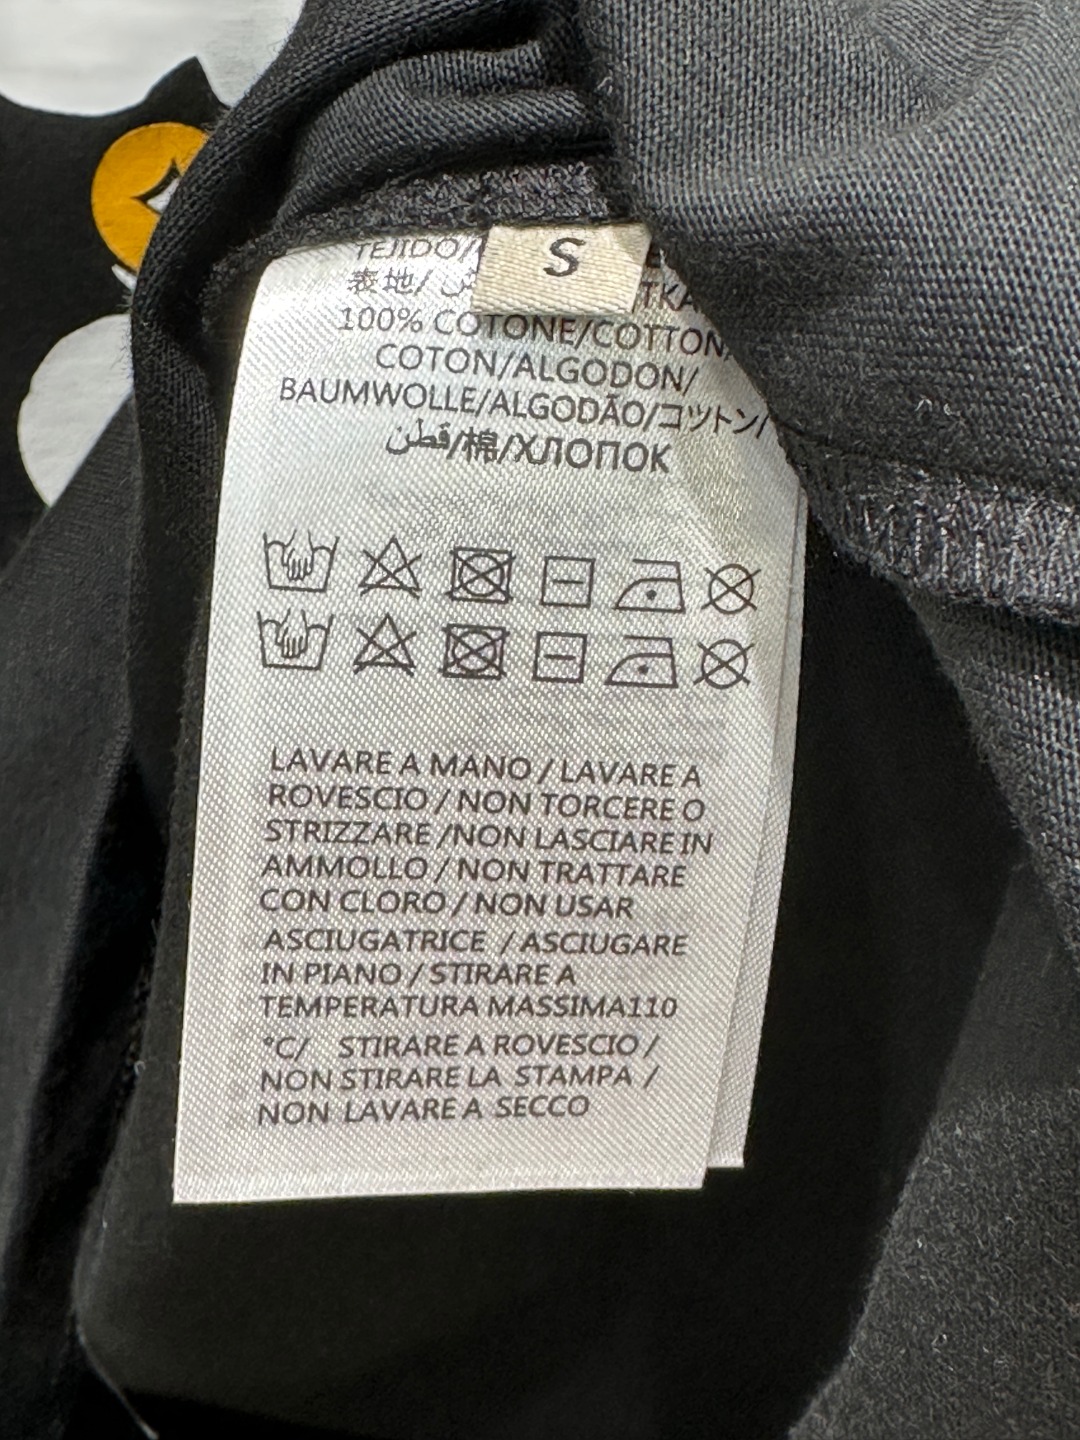 TEJIDO/
S
表地/
100% COTONE/COTTON/
COTON/ALGODON/
BAUMWOLLE/ALGODÃO/コットン/
قطن/棉/ХЛОПОК
LAVARE A MANO / LAVARE A
ROVESCIO / NON TORCERE O
STRIZZARE /NON LASCIARE IN
AMMOLLO / NON TRATTARE
CON CLORO / NON USAR
ASCIUGATRICE / ASCIUGARE
IN PIANO / STIRARE A
TEMPERATURA MASSIMA110
°C/ STIRARE A ROVESCIO /
NON STIRARE LA STAMPA /
NON LAVARE A SECCO